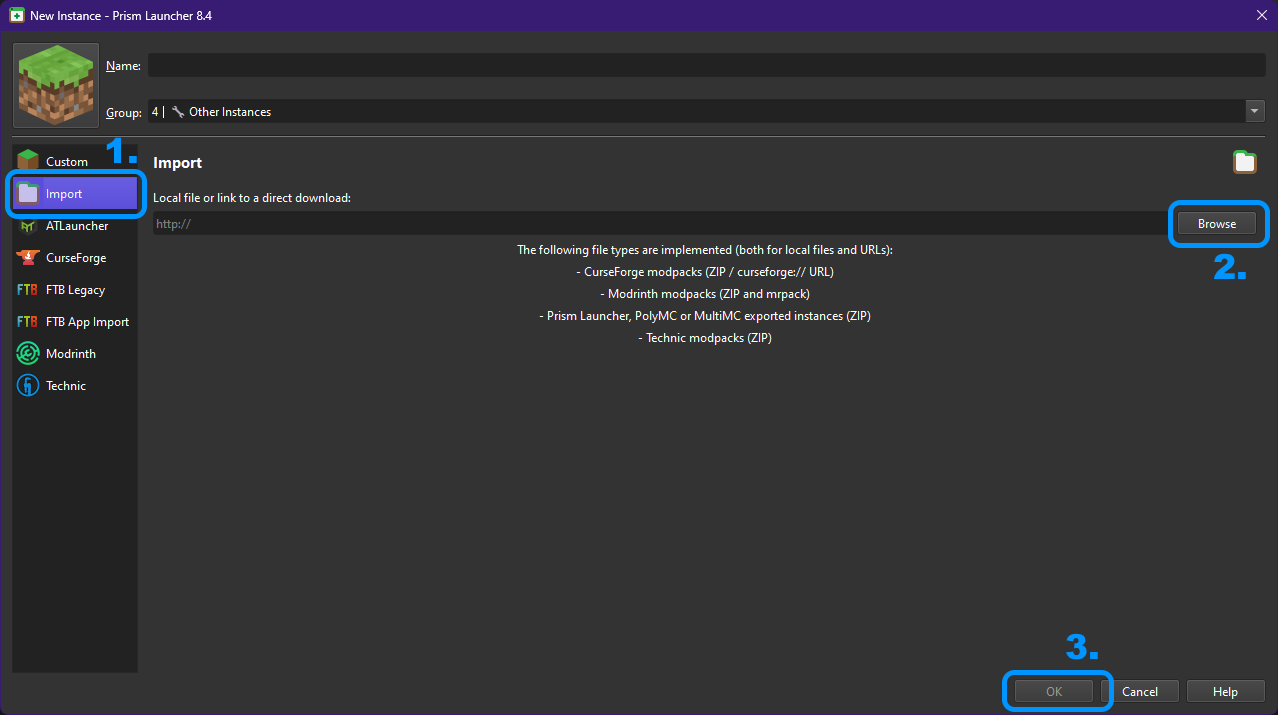 New Instance - Prism Launcher 8.4
Name:
Group: 4 | Other Instances
1.
Custom
Import
ATLauncher
CurseForge
FTB FTB Legacy
FTB FTB App Import
Modrinth
Technic
Import
Local file or link to a direct download:
http://
Browse
2.
The following file types are implemented (both for local files and URLs):
- CurseForge modpacks (ZIP / curseforge:// URL)
- Modrinth modpacks (ZIP and mrpack)
- Prism Launcher, PolyMC or MultiMC exported instances (ZIP)
- Technic modpacks (ZIP)
3.
OK
Cancel
Help